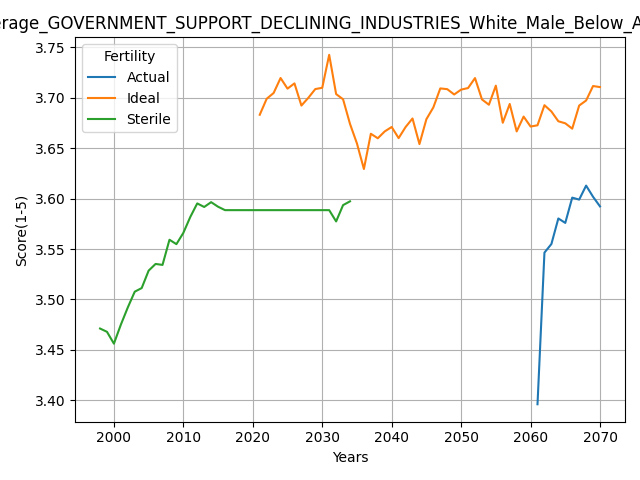 erage_GOVERNMENT_SUPPORT_DECLINING_INDUSTRIES_White_Male_Below_A
Fertility
Actual
Ideal
Sterile
Score(1-5)
3.75
3.70
3.65
3.60
3.55
3.50
3.45
3.40
2000 2010 2020 2030 2040 2050 2060 2070
Years